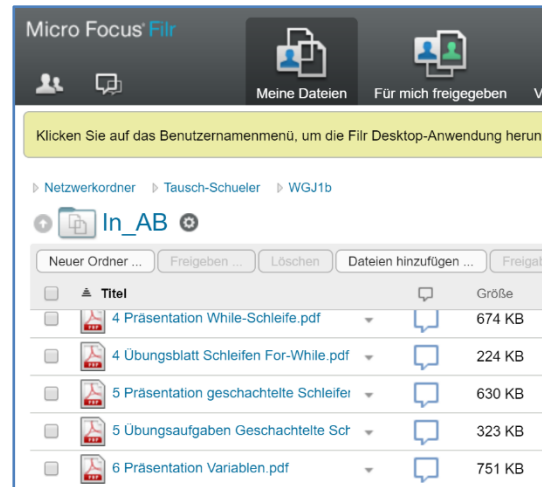 Micro Focus Filr
Meine Dateien
Für mich freigegeben
V
Klicken Sie auf das Benutzernamenmenü, um die Filr Desktop-Anwendung herun
Netzwerkordner Tausch-Schueler WGJ1b
In_AB
Neuer Ordner ... Freigeben ... Löschen Dateien hinzufügen ... Freigab
Titel Größe
4 Präsentation While-Schleife.pdf 674 KB
4 Übungsblatt Schleifen For-While.pdf 224 KB
5 Präsentation geschachtelte Schleifen 630 KB
5 Übungsaufgaben Geschachtelte Sch 323 KB
6 Präsentation Variablen.pdf 751 KB